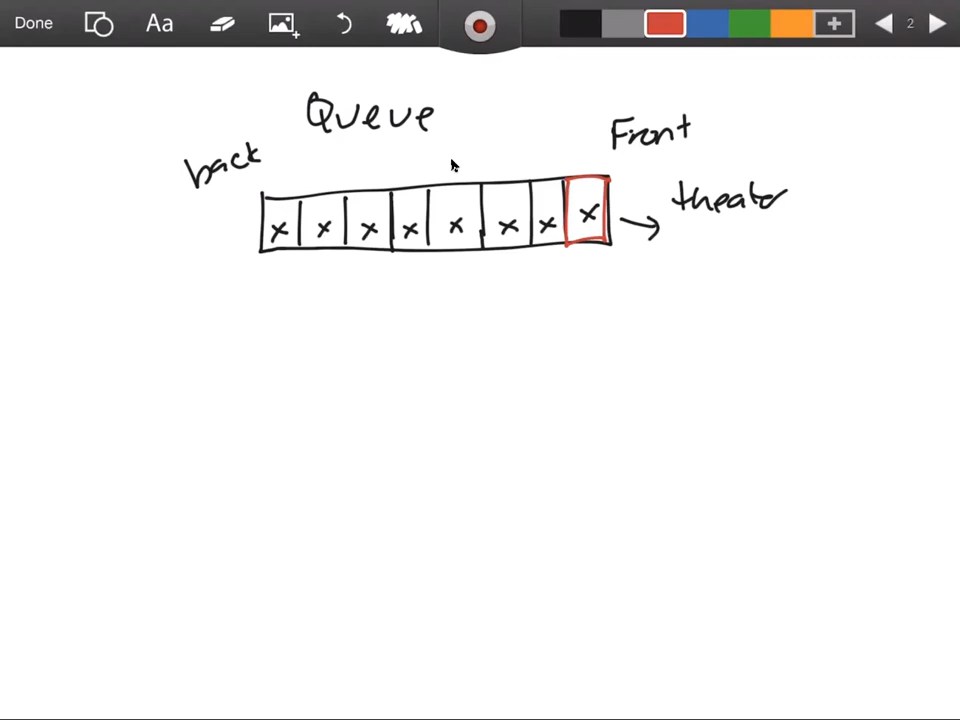 Done
Aa
2
Queue
Front
back
theater
x x x x x x x x